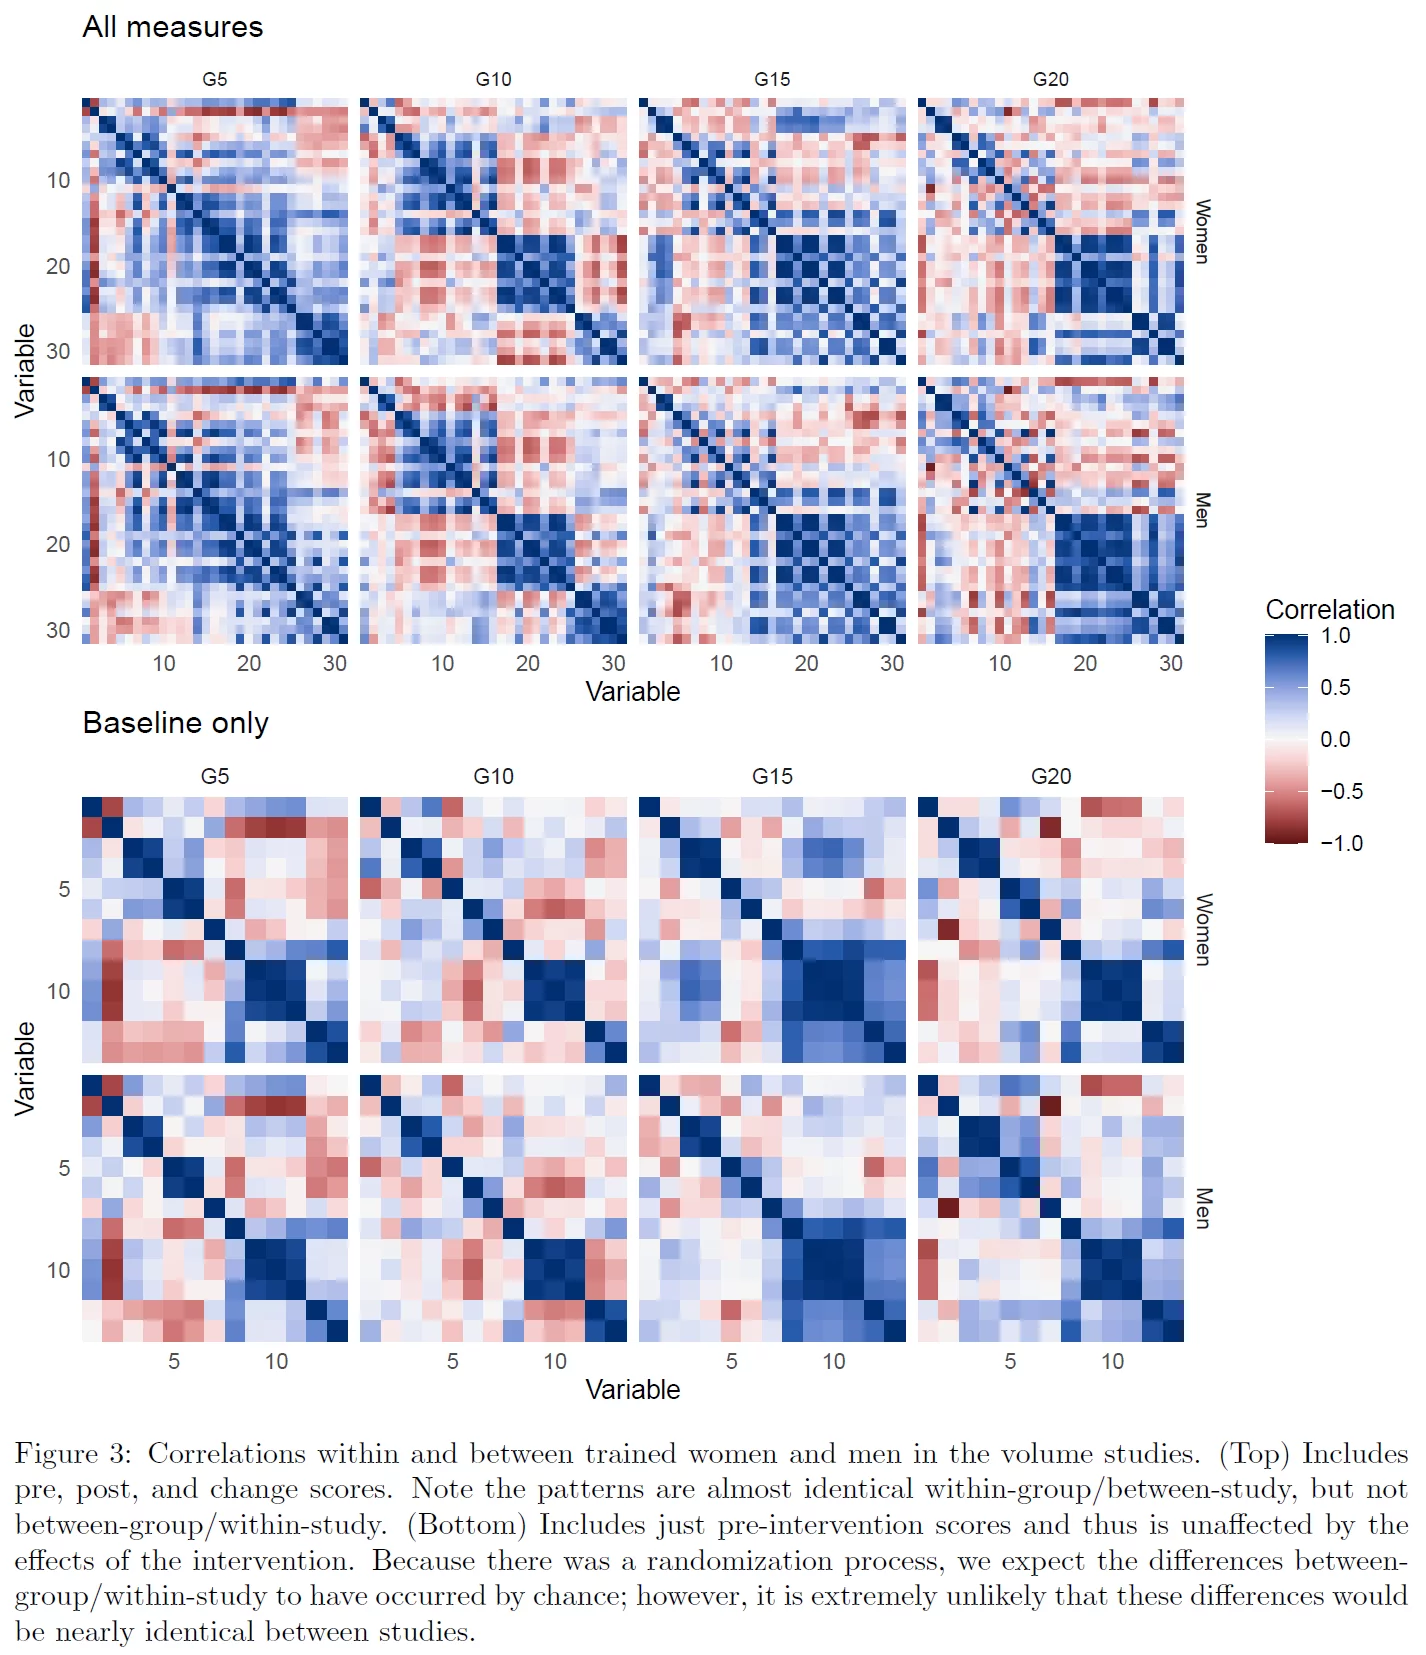 All measures
G5 G10 G15 G20
10
20
30
Women
10
20
30
Men
Variable
10 20 30 10 20 30 10 20 30 10 20 30
Variable
Correlation
1.0
0.5
0.0
−0.5
−1.0
Baseline only
G5 G10 G15 G20
5
10
Women
5
10
Men
Variable
5 10 5 10 5 10 5 10
Variable
Figure 3: Correlations within and between trained women and men in the volume studies. (Top) Includes
pre, post, and change scores. Note the patterns are almost identical within-group/between-study, but not
between-group/within-study. (Bottom) Includes just pre-intervention scores and thus is unaffected by the
effects of the intervention. Because there was a randomization process, we expect the differences between-
group/within-study to have occurred by chance; however, it is extremely unlikely that these differences would
be nearly identical between studies.